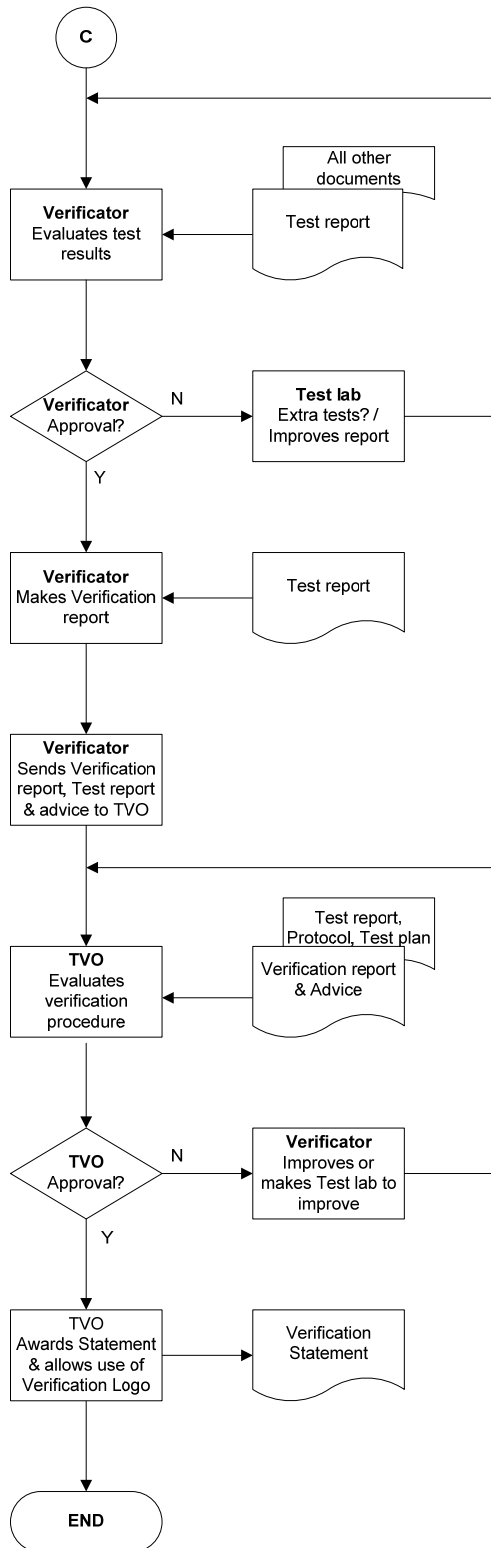 C
All other
documents
Verificator
Evaluates test
results
Test report
Verificator
Approval?
N
Test lab
Extra tests? /
Improves report
Y
Verificator
Makes Verification
report
Test report
Verificator
Sends Verification
report, Test report
& advice to TVO
Test report,
Protocol, Test plan
TVO
Evaluates
verification
procedure
Verification report
& Advice
TVO
Approval?
N
Verificator
Improves or
makes Test lab to
improve
Y
TVO
Awards Statement
& allows use of
Verification Logo
Verification
Statement
END